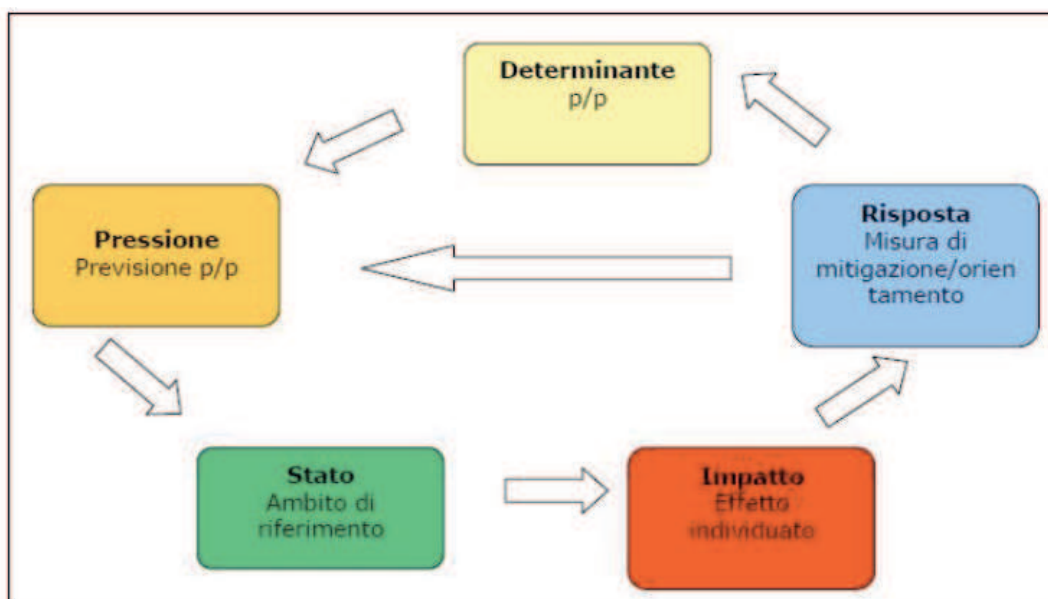 Determinante
p/p
Pressione
Previsione p/p
Risposta
Misura di
mitigazione/orien
tamento
Stato
Ambito di
riferimento
Impatto
Effetto
individuato